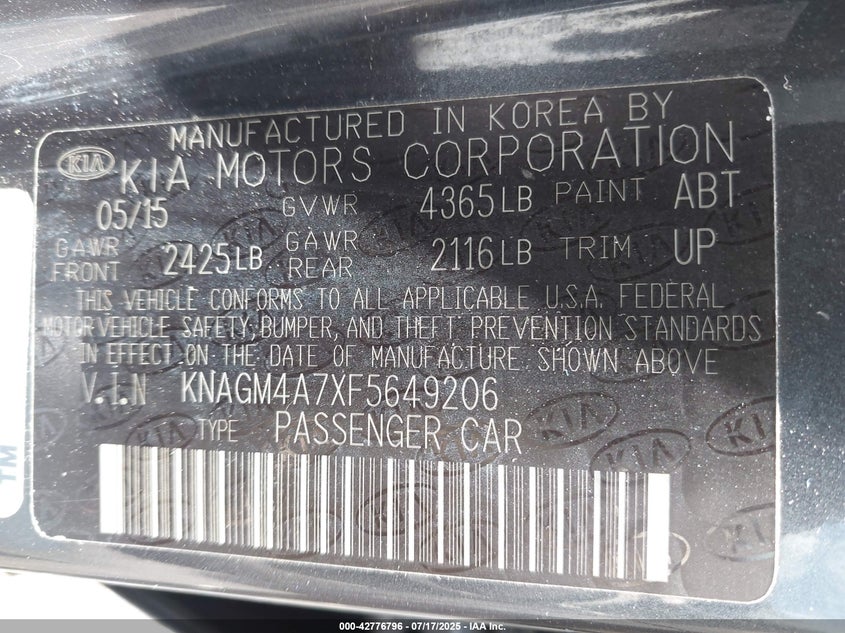 MANUFACTURED IN KOREA BY
KIA KIA MOTORS CORPORATION
05/15 GVWR 4365LB PAINT ABT
GAWR FRONT 2425LB GAWR REAR 2116LB TRIM UP
THIS VEHICLE CONFORMS TO ALL APPLICABLE U.S.A. FEDERAL
MOTOR VEHICLE SAFETY, BUMPER, AND THEFT PREVENTION STANDARDS
IN EFFECT ON THE DATE OF MANUFACTURE SHOWN ABOVE
V.I.N KNAGM4A7XF5649206
TYPE PASSENGER CAR
TM
000-42776796 - 07/17/2025 - IAA Inc.